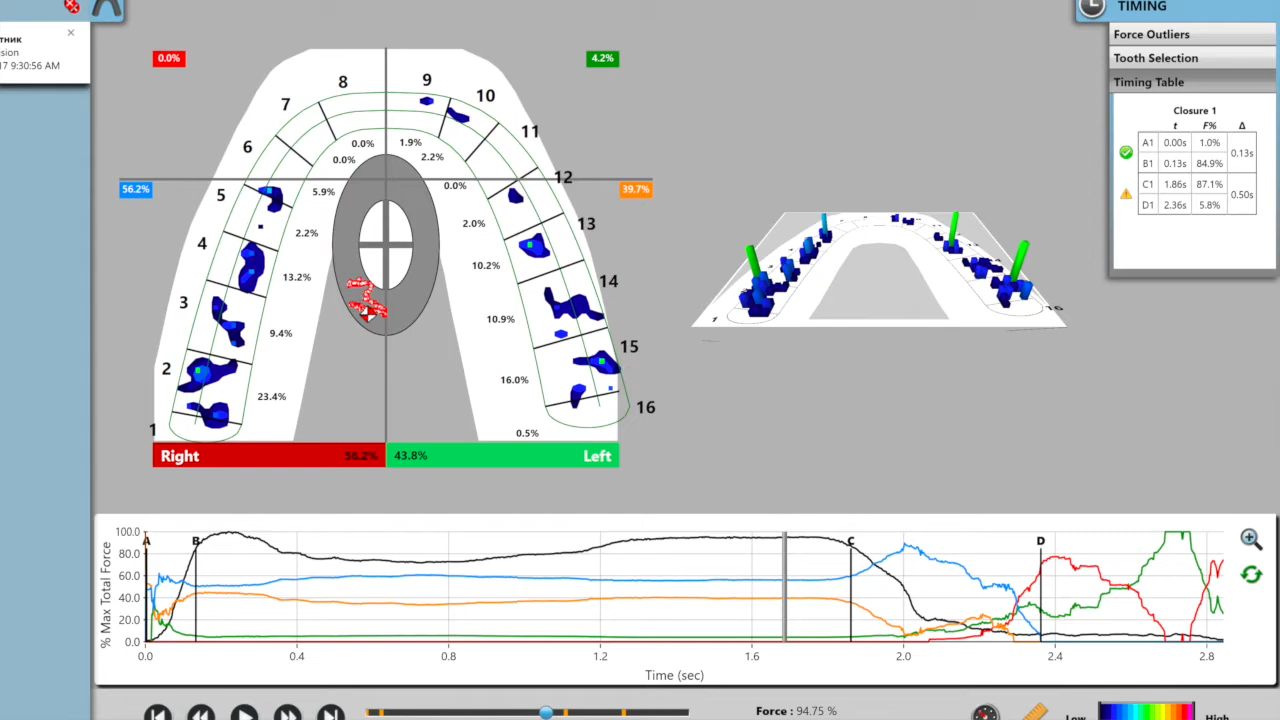 TIMING
тник
sion
17 9:30:56 AM
Force Outliers
Tooth Selection
Timing Table
Closure 1
t F% Δ
A1 0.00s 1.0% 0.13s
B1 0.13s 84.9%
C1 1.86s 87.1% 0.50s
D1 2.36s 5.8%
0.0% 4.2%
8 9
7 10
6 11
5 12
4 13
3 14
2 15
1 16
56.2% 39.7%
0.0% 1.9%
0.0% 2.2%
5.9% 0.0%
2.2% 2.0%
13.2% 10.2%
9.4% 10.9%
23.4% 16.0%
0.5%
Right 56.2% 43.8% Left
1 16
% Max Total Force
100.0
80.0
60.0
40.0
20.0
0.0
A B C D
0.0 0.4 0.8 1.2 1.6 2.0 2.4 2.8
Time (sec)
Force : 94.75 %
Low High